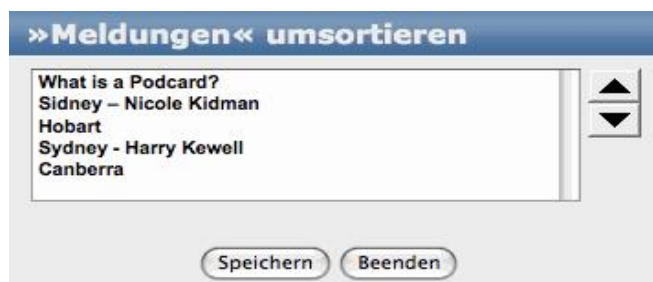 »Meldungen« umsortieren
What is a Podcard?
Sidney – Nicole Kidman
Hobart
Sydney - Harry Kewell
Canberra
Speichern Beenden